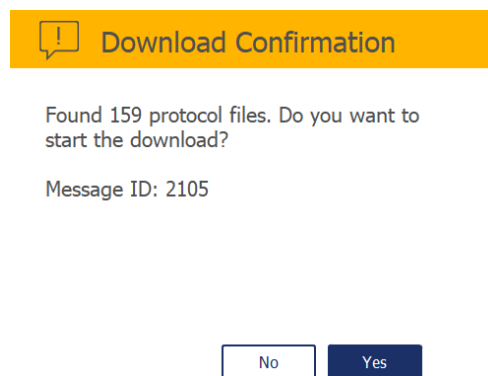 !
Download Confirmation
Found 159 protocol files. Do you want to
start the download?
Message ID: 2105
No
Yes